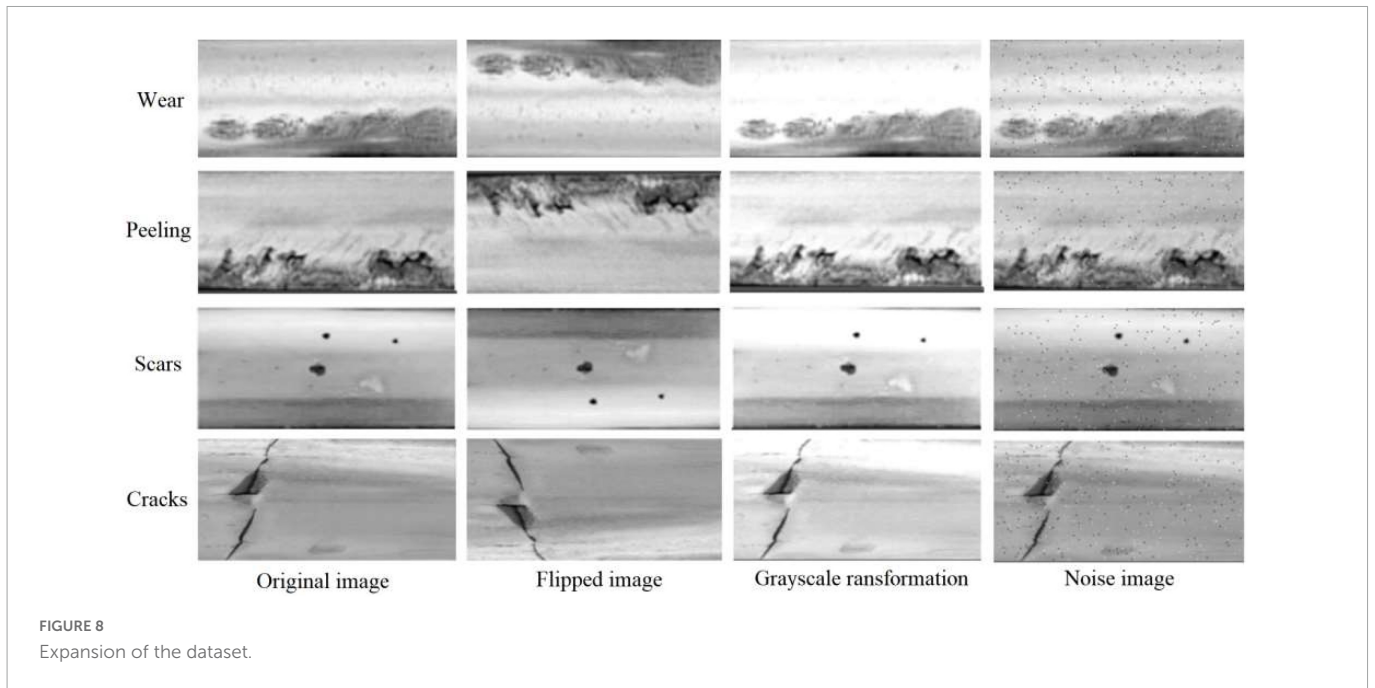 Wear
Peeling
Scars
Cracks
Original image
Flipped image
Grayscale ransformation
Noise image
FIGURE 8
Expansion of the dataset.